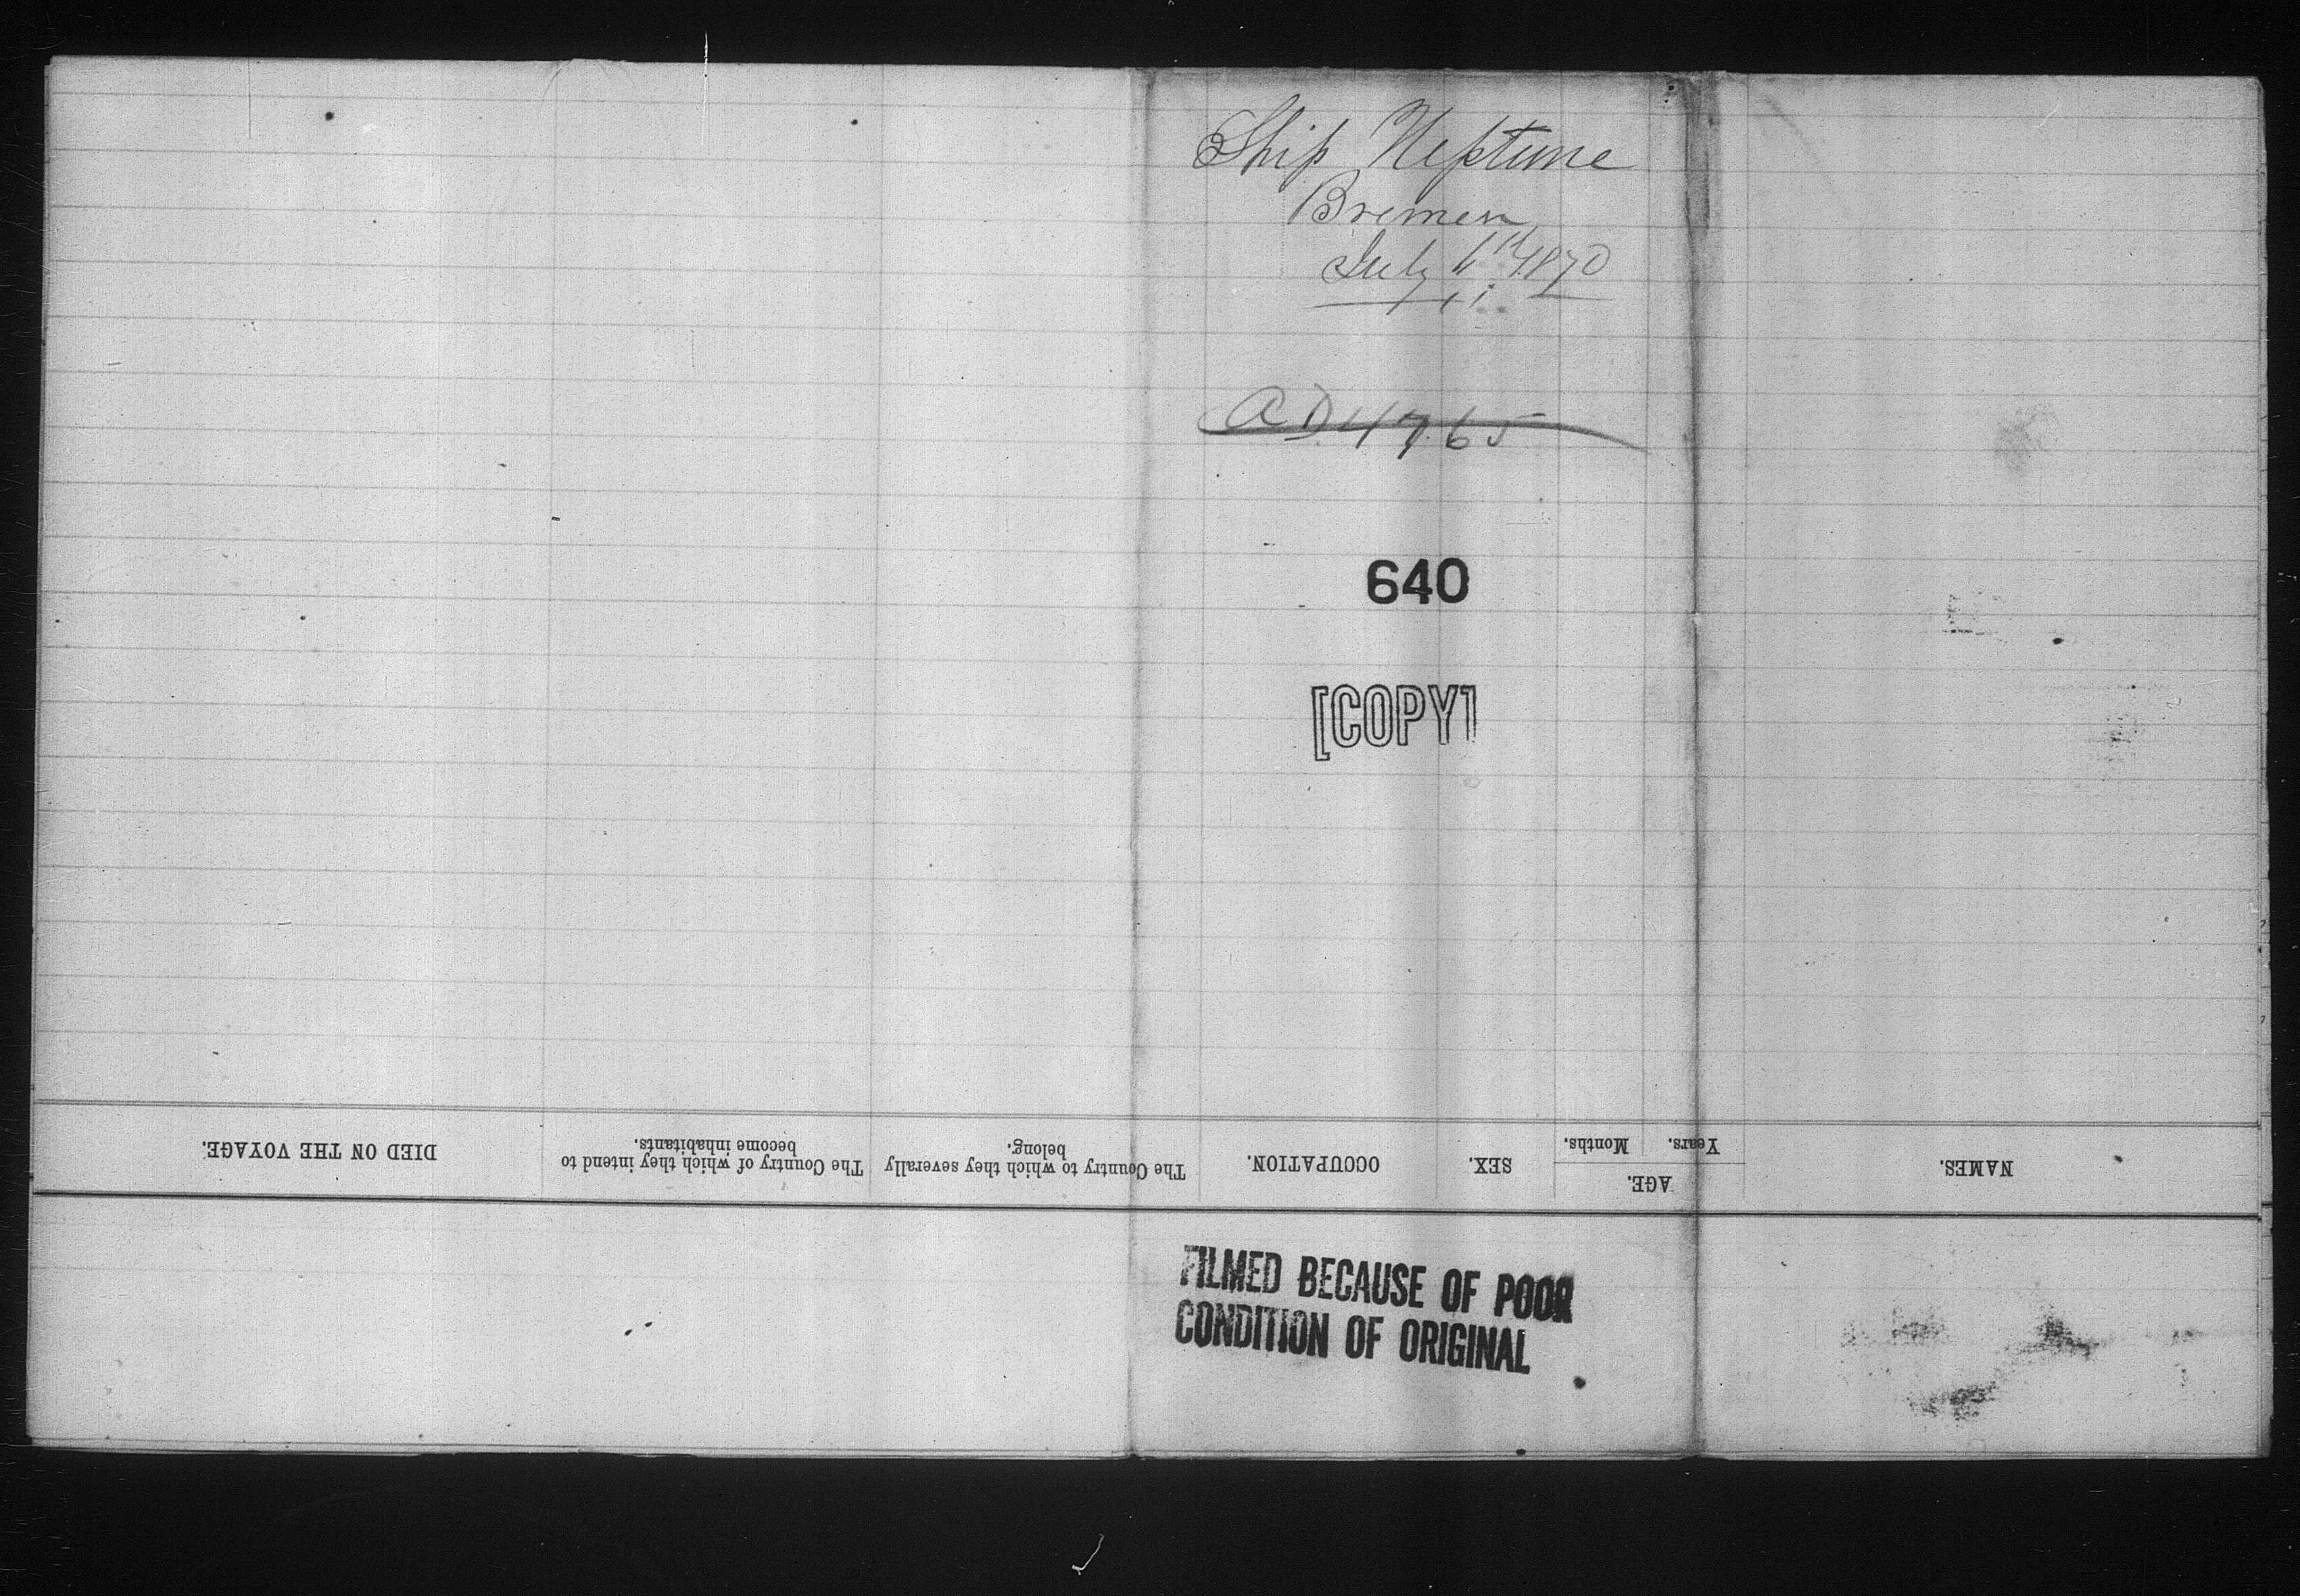 Ship Neptune
Bremen
July 1870
AD 4765
640
[COPY]
FILMED BECAUSE OF POOR
CONDITION OF ORIGINAL
NAMES.
AGE.
Years.
Months.
SEX.
OCCUPATION.
The Country to which they severally
belong.
The Country of which they intend to
become inhabitants.
DIED ON THE VOYAGE.